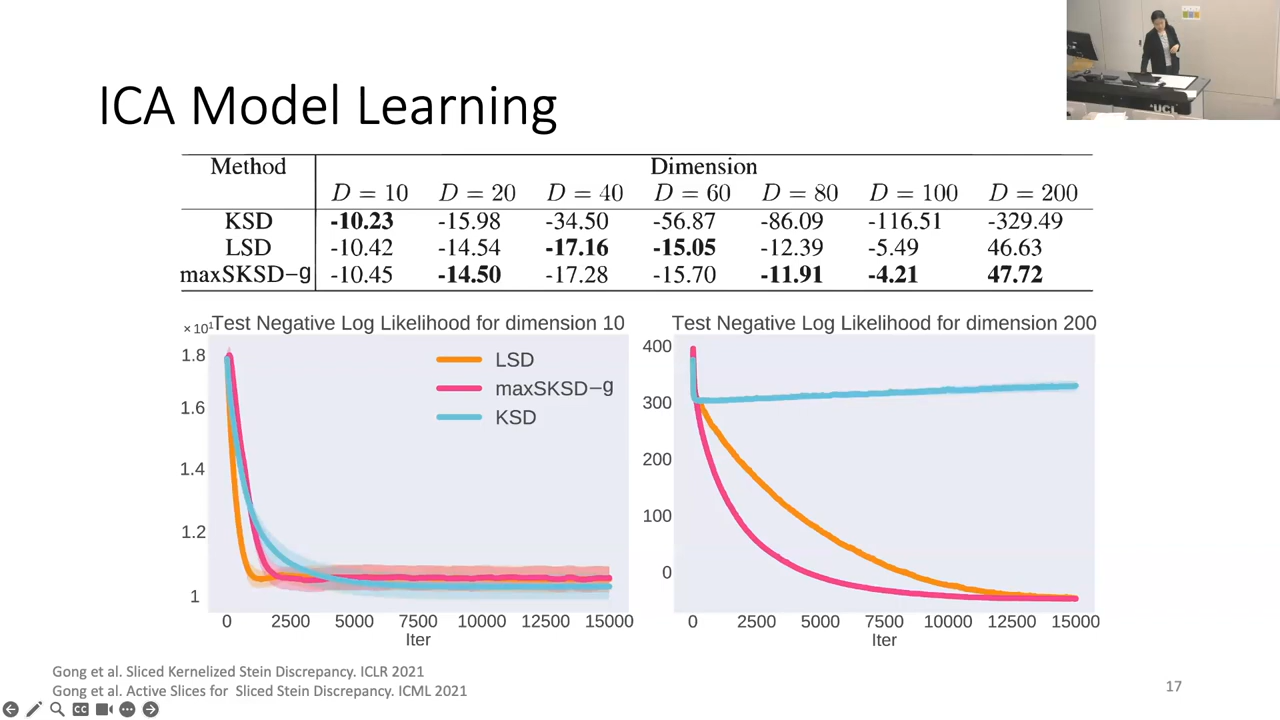 UCL
ICA Model Learning
Method Dimension
D = 10 D = 20 D = 40 D = 60 D = 80 D = 100 D = 200
KSD -10.23 -15.98 -34.50 -56.87 -86.09 -116.51 -329.49
LSD -10.42 -14.54 -17.16 -15.05 -12.39 -5.49 46.63
maxSKSD-g -10.45 -14.50 -17.28 -15.70 -11.91 -4.21 47.72
× 10¹ Test Negative Log Likelihood for dimension 10
1.8
1.6
1.4
1.2
1
LSD
maxSKSD-g
KSD
0 2500 5000 7500 10000 12500 15000
Iter
Test Negative Log Likelihood for dimension 200
400
300
200
100
0
0 2500 5000 7500 10000 12500 15000
Iter
Gong et al. Sliced Kernelized Stein Discrepancy. ICLR 2021
Gong et al. Active Slices for Sliced Stein Discrepancy. ICML 2021
17
CC